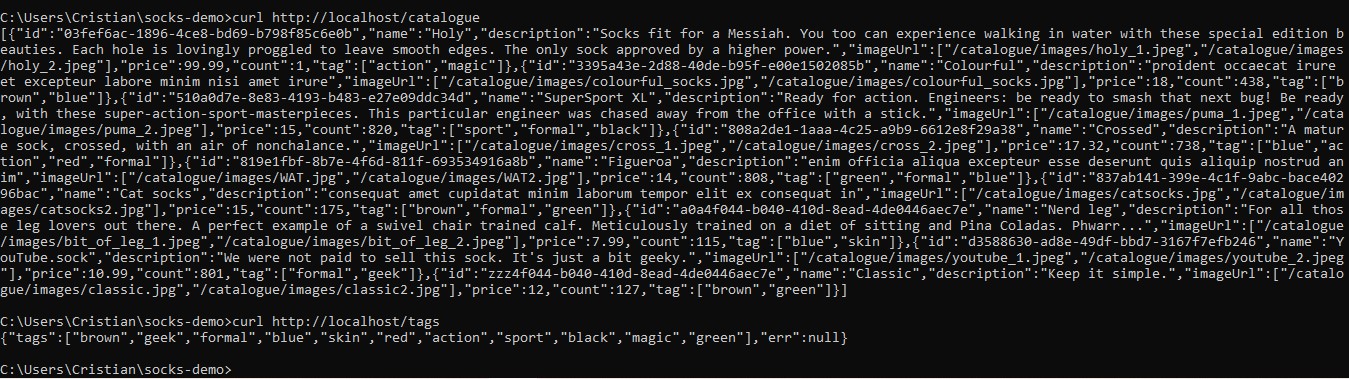 C:\Users\Cristian\socks-demo>curl http://localhost/catalogue
[{"id":"03fef6ac-1896-4ce8-bd69-b798f85c6e0b","name":"Holy","description":"Socks fit for a Messiah. You too can experience walking in water with these special edition b
eauties. Each hole is lovingly proggled to leave smooth edges. The only sock approved by a higher power.","imageUrl":["/catalogue/images/holy_1.jpeg","/catalogue/images
/holy_2.jpeg"],"price":99.99,"count":1,"tag":["action","magic"]},{"id":"3395a43e-2d88-40de-b95f-e00e1502085b","name":"Colourful","description":"proident occaecat irure 
et excepteur labore minim nisi amet irure","imageUrl":["/catalogue/images/colourful_socks.jpg","/catalogue/images/colourful_socks.jpg"],"price":18,"count":438,"tag":["b
rown","blue"]},{"id":"510a0d7e-8e83-4193-b483-e27e09ddc34d","name":"SuperSport XL","description":"Ready for action. Engineers: be ready to smash that next bug! Be ready
, with these super-action-sport-masterpieces. This particular engineer was chased away from the office with a stick.","imageUrl":["/catalogue/images/puma_1.jpeg","/cata
logue/images/puma_2.jpeg"],"price":15,"count":820,"tag":["sport","formal","black"]},{"id":"808a2de1-1aaa-4c25-a9b9-6612e8f29a38","name":"Crossed","description":"A matur
e sock, crossed, with an air of nonchalance.","imageUrl":["/catalogue/images/cross_1.jpeg","/catalogue/images/cross_2.jpeg"],"price":17.32,"count":738,"tag":["blue","ac
tion","red","formal"]},{"id":"819e1fbf-8b7e-4f6d-811f-693534916a8b","name":"Figueroa","description":"enim officia aliqua excepteur esse deserunt quis aliquip nostrud an
im","imageUrl":["/catalogue/images/WAT.jpg","/catalogue/images/WAT2.jpg"],"price":14,"count":808,"tag":["green","formal","blue"]},{"id":"837ab141-399e-4c1f-9abc-bace402
96bac","name":"Cat socks","description":"consequat amet cupidatat minim laborum tempor elit ex consequat in","imageUrl":["/catalogue/images/catsocks.jpg","/catalogue/im
ages/catsocks2.jpg"],"price":15,"count":175,"tag":["brown","formal","green"]},{"id":"a0a4f044-b040-410d-8ead-4de0446aec7e","name":"Nerd leg","description":"For all thos
e leg lovers out there. A perfect example of a swivel chair trained calf. Meticulously trained on a diet of sitting and Pina Coladas. Phwarr...","imageUrl":["/catalogue
/images/bit_of_leg_1.jpeg","/catalogue/images/bit_of_leg_2.jpeg"],"price":7.99,"count":115,"tag":["blue","skin"]},{"id":"d3588630-ad8e-49df-bbd7-3167f7efb246","name":"Y
ouTube.sock","description":"We were not paid to sell this sock. It's just a bit geeky.","imageUrl":["/catalogue/images/youtube_1.jpeg","/catalogue/images/youtube_2.jpeg
"],"price":10.99,"count":801,"tag":["formal","geek"]},{"id":"zzz4f044-b040-410d-8ead-4de0446aec7e","name":"Classic","description":"Keep it simple.","imageUrl":["/catalo
gue/images/classic.jpg","/catalogue/images/classic2.jpg"],"price":12,"count":127,"tag":["brown","green"]}]
C:\Users\Cristian\socks-demo>curl http://localhost/tags
{"tags":["brown","geek","formal","blue","skin","red","action","sport","black","magic","green"],"err":null}
C:\Users\Cristian\socks-demo>